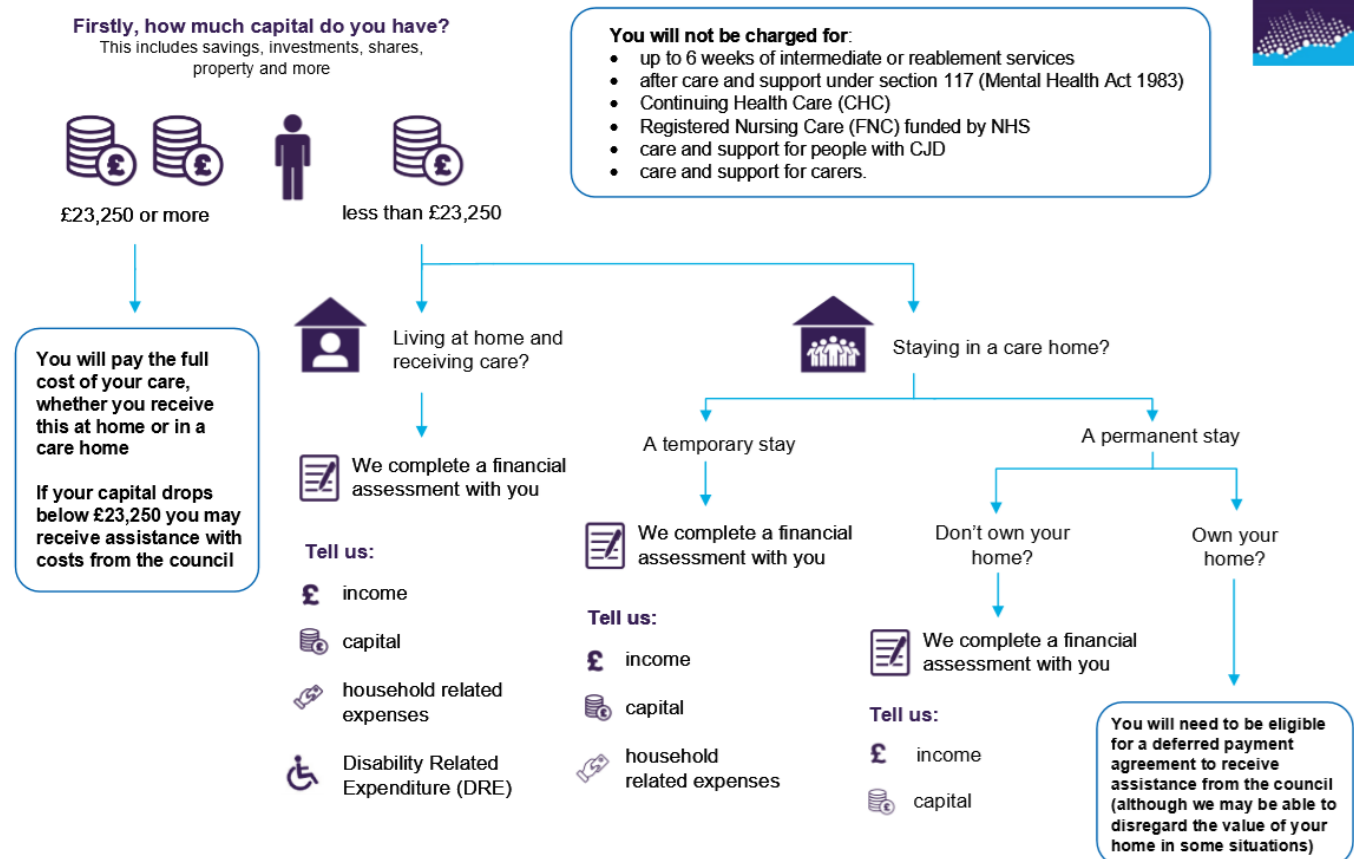 Firstly, how much capital do you have?
This includes savings, investments, shares,
property and more
£23,250 or more
less than £23,250
You will not be charged for:
• up to 6 weeks of intermediate or reablement services
• after care and support under section 117 (Mental Health Act 1983)
• Continuing Health Care (CHC)
• Registered Nursing Care (FNC) funded by NHS
• care and support for people with CJD
• care and support for carers.
You will pay the full
cost of your care,
whether you receive
this at home or in a
care home
If your capital drops
below £23,250 you may
receive assistance with
costs from the council
Living at home and
receiving care?
We complete a financial
assessment with you
Tell us:
£ income
capital
household related
expenses
Disability Related
Expenditure (DRE)
Staying in a care home?
A temporary stay
We complete a financial
assessment with you
Tell us:
£ income
capital
household
related expenses
A permanent stay
Don’t own your
home?
We complete a financial
assessment with you
Tell us:
£ income
capital
Own your
home?
You will need to be eligible
for a deferred payment
agreement to receive
assistance from the council
(although we may be able to
disregard the value of your
home in some situations)